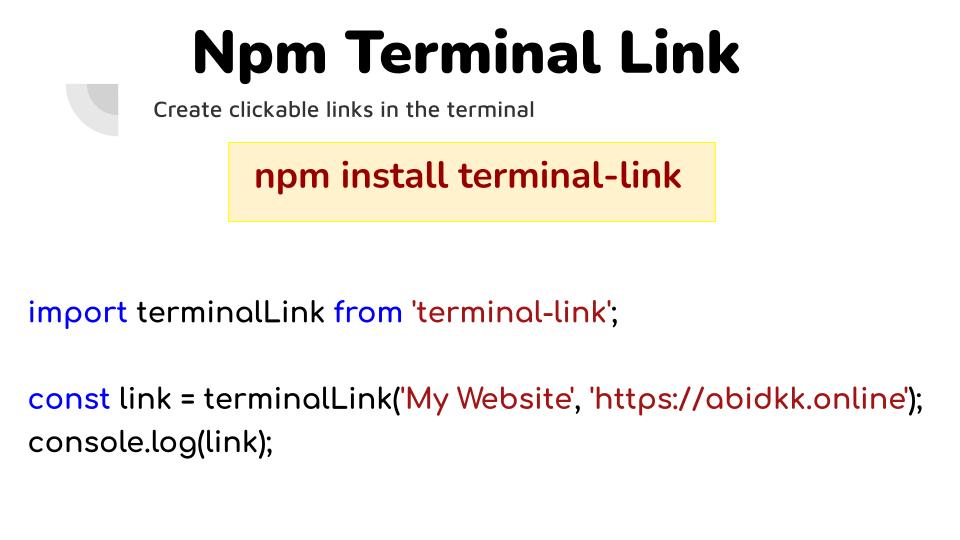 Npm Terminal Link
Create clickable links in the terminal
npm install terminal-link
import terminalLink from 'terminal-link';
const link = terminalLink('My Website', 'https://abidkk.online');
console.log(link);